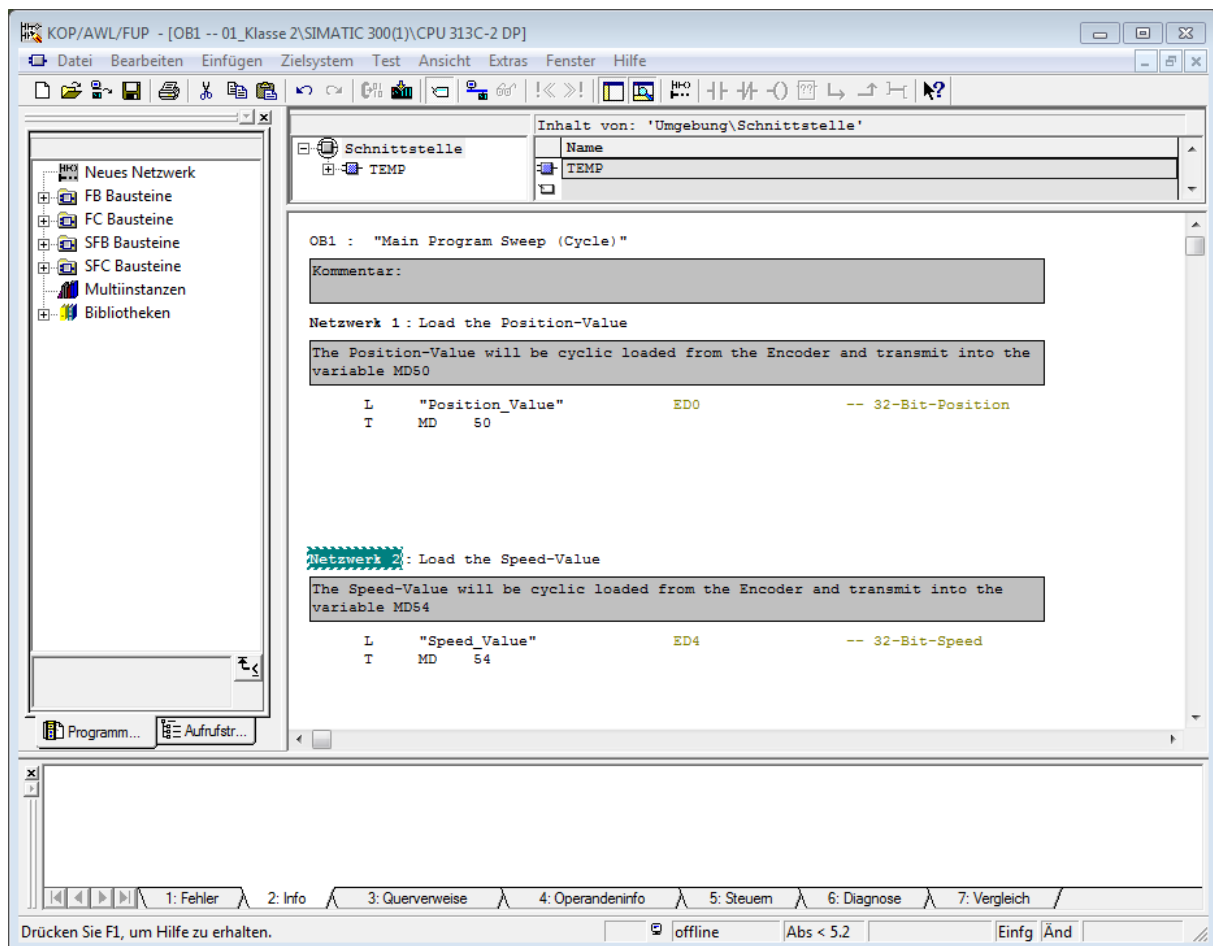 KOP/AWL/FUP - [OB1 -- 01_Klasse 2\SIMATIC 300(1)\CPU 313C-2 DP]
Datei Bearbeiten Einfügen Zielsystem Test Ansicht Extras Fenster Hilfe
Neues Netzwerk
FB Bausteine
FC Bausteine
SFB Bausteine
SFC Bausteine
Multiinstanzen
Bibliotheken
Programm... Aufrufstr...
Inhalt von: 'Umgebung\Schnittstelle'
Schnittstelle
TEMP
Name
TEMP
OB1 : "Main Program Sweep (Cycle)"
Kommentar:
Netzwerk 1 : Load the Position-Value
The Position-Value will be cyclic loaded from the Encoder and transmit into the
variable MD50
L "Position_Value" ED0 -- 32-Bit-Position
T MD 50
Netzwerk 2 : Load the Speed-Value
The Speed-Value will be cyclic loaded from the Encoder and transmit into the
variable MD54
L "Speed_Value" ED4 -- 32-Bit-Speed
T MD 54
1: Fehler 2: Info 3: Querverweise 4: Operandeninfo 5: Steuern 6: Diagnose 7: Vergleich
Drücken Sie F1, um Hilfe zu erhalten. offline Abs < 5.2 Einfg Änd